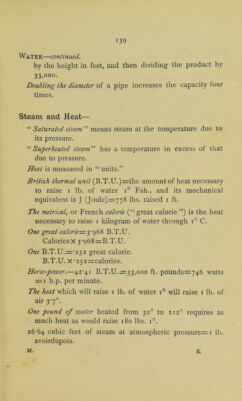 139
WATER—continued.
by the height in feet, and then dividing the product by
33,000.
Doubling the diameter of a pipe increases the capacity four
times.
Steam and Heat—
“ Saturated steam ” means steam at the temperature due to
its pressure.
“ Superheated steam ” has a temperature in excess of that
due to pressure.
Heat is measured in “ units.”
British thermal unit (B.T.U.)=the amount of heat necessary
to raise 1 lb. of water 1° Fah., and its mechanical
equivalent is J (Joule)=778 lbs. raised 1 ft.
The metrical, or French calorie (“ great calorie ”) is the heat
necessary to raise 1 kilogram of water through 1° C.
One great calorie=3·968 B.T.U.
Calories×3·968=B.T.U.
One B.T.U.=·252 great calorie.
B.T.U.×·252=calories.
Horse-power.—42·41 B.T.U.=33,000 ft. pounds=746 watts
=1 h.p. per minute.
The heat which will raise 1 lb. of water 1° will raise 1 lb. of
air 3·7°.
One pound of water heated from 32° to 212° requires as
much heat as would raise 180 lbs. 1°.
26·64 cubic feet of steam at atmospheric pressure=1 lb.
avoirdupois.
M. K